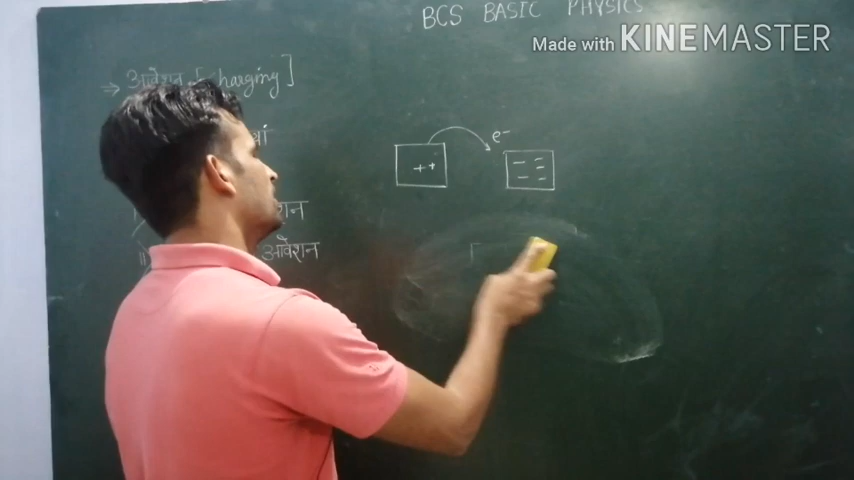 BCS BASIC PHYSICS
Made with KINEMASTER
⇒ आवेशन [charging]
e⁻
++
आवेशन